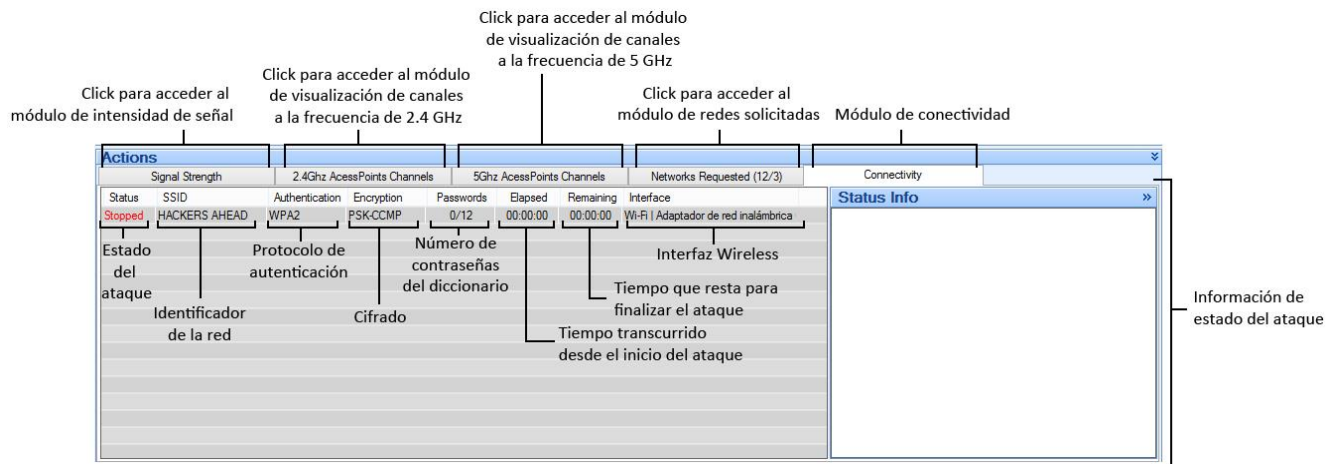 Click para acceder al módulo
de visualización de canales
a la frecuencia de 5 GHz
Click para acceder al módulo
de visualización de canales
a la frecuencia de 2.4 GHz
Click para acceder al
módulo de intensidad de señal
Click para acceder al
módulo de redes solicitadas
Módulo de conectividad
Actions
Signal Strength
2.4Ghz AcessPoints Channels
5Ghz AcessPoints Channels
Networks Requested (12/3)
Connectivity
Status SSID Authentication Encryption Passwords Elapsed Remaining Interface
Stopped HACKERS AHEAD WPA2 PSK-CCMP 0/12 00:00:00 00:00:00 Wi-Fi | Adaptador de red inalámbrica
Status Info
Estado
del
ataque
Identificador
de la red
Protocolo de
autenticación
Cifrado
Número de
contraseñas
del diccionario
Tiempo transcurrido
desde el inicio del ataque
Tiempo que resta para
finalizar el ataque
Interfaz Wireless
Información de
estado del ataque